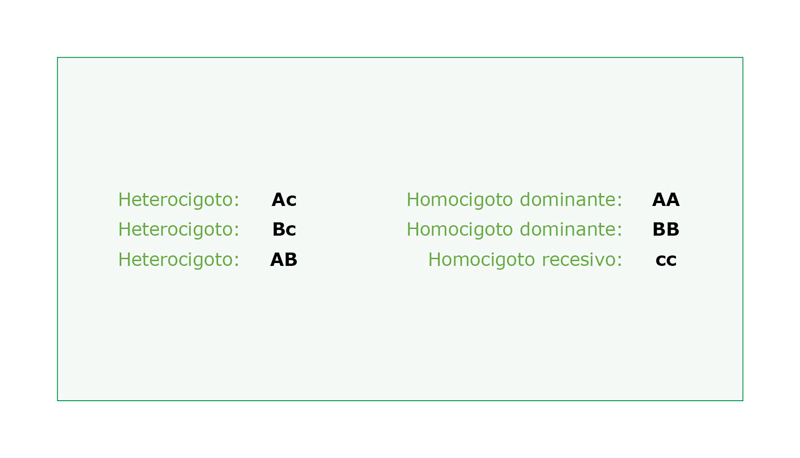 Heterocigoto: Ac Homocigoto dominante: AA
Heterocigoto: Bc Homocigoto dominante: BB
Heterocigoto: AB Homocigoto recesivo: cc